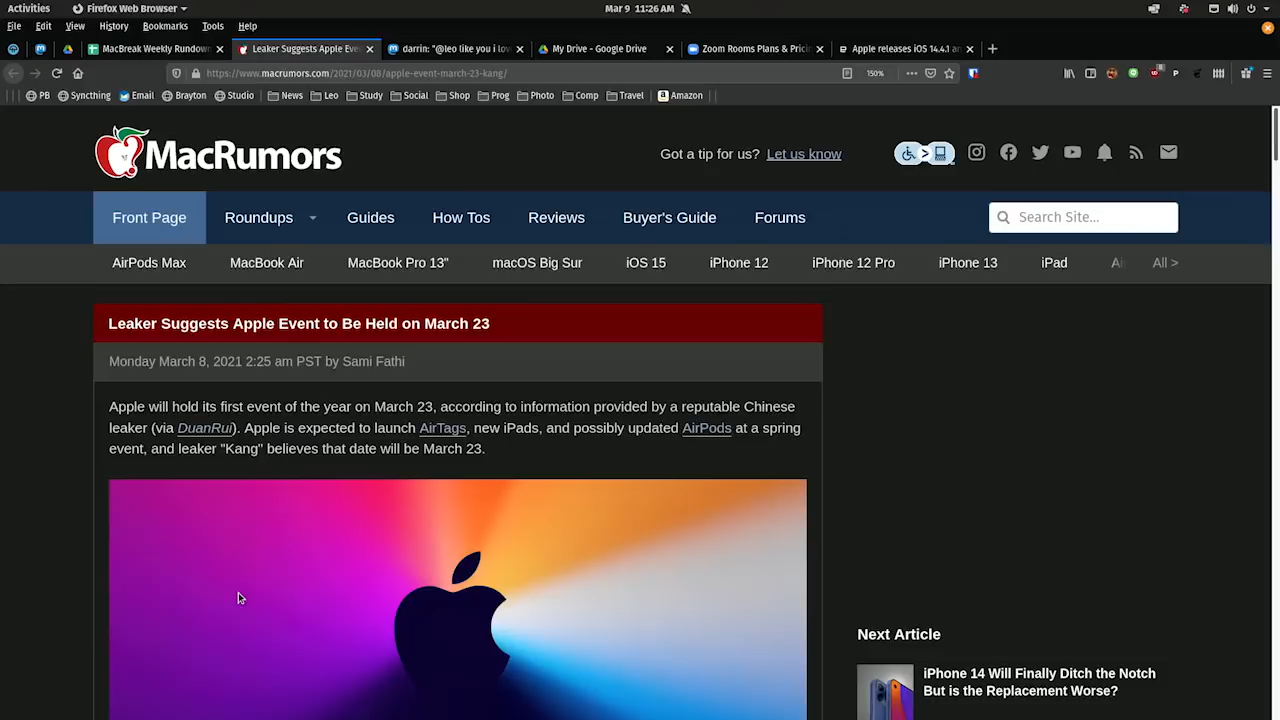 Activities
Firefox Web Browser
Mar 9 11:26 AM
File Edit View History Bookmarks Tools Help
MacBreak Weekly Rundown
Leaker Suggests Apple Eve
darrin: "@leo like you i lov
My Drive - Google Drive
Zoom Rooms Plans & Pricin
Apple releases iOS 14.4.1 an
https://www.macrumors.com/2021/03/08/apple-event-march-23-kang/
150%
PB Syncthing Email Brayton Studio News Leo Study Social Shop Prog Photo Comp Travel Amazon
MacRumors
Got a tip for us? Let us know
Front Page Roundups Guides How Tos Reviews Buyer's Guide Forums
Search Site...
AirPods Max MacBook Air MacBook Pro 13" macOS Big Sur iOS 15 iPhone 12 iPhone 12 Pro iPhone 13 iPad Ai All >
Leaker Suggests Apple Event to Be Held on March 23
Monday March 8, 2021 2:25 am PST by Sami Fathi
Apple will hold its first event of the year on March 23, according to information provided by a reputable Chinese
leaker (via DuanRui). Apple is expected to launch AirTags, new iPads, and possibly updated AirPods at a spring
event, and leaker "Kang" believes that date will be March 23.
Next Article
iPhone 14 Will Finally Ditch the Notch
But is the Replacement Worse?